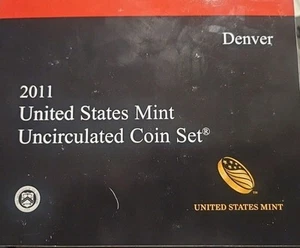 Denver
2011
United States Mint
Uncirculated Coin Set®
UNITED STATES MINT